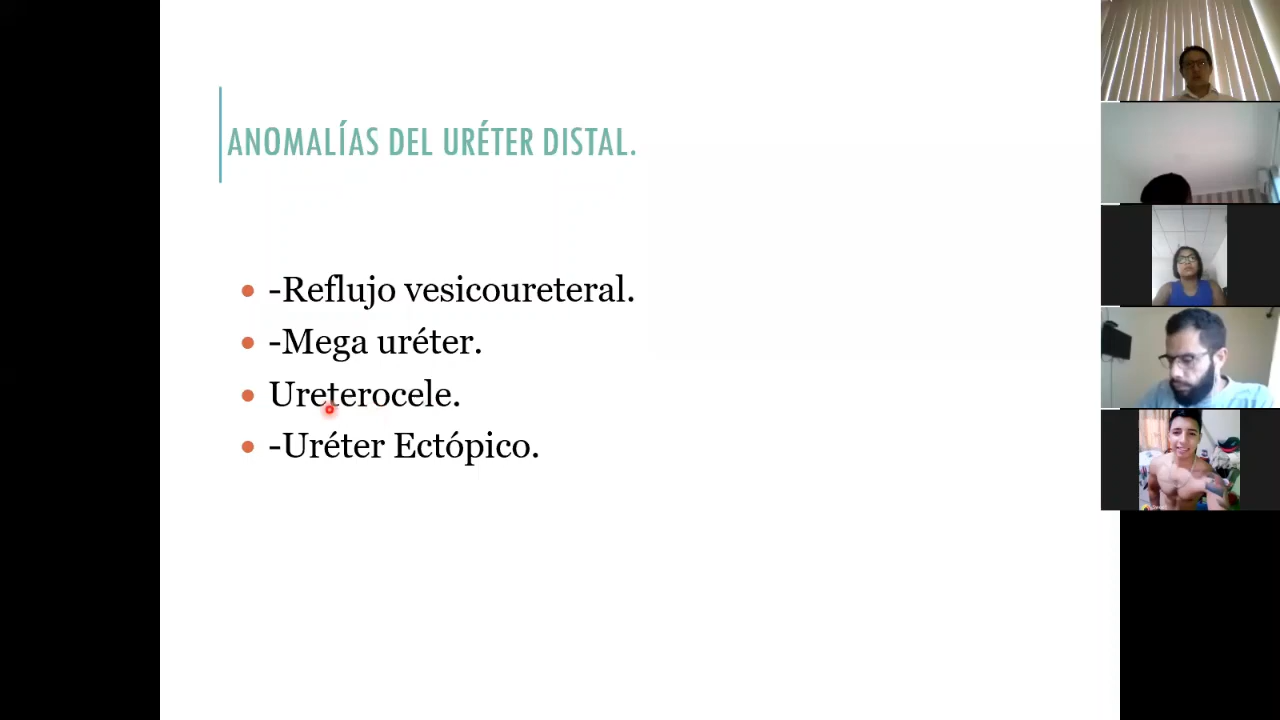 ANOMALÍAS DEL URÉTER DISTAL.
-Reflujo vesicoureteral.
-Mega uréter.
Ureterocele.
-Uréter Ectópico.